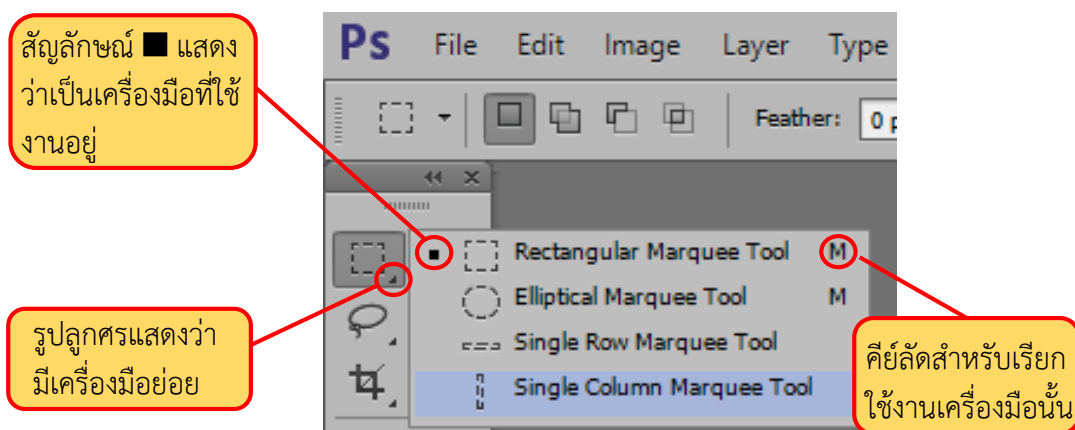 สัญลักษณ์ ■ แสดง
ว่าเป็นเครื่องมือที่ใช้
งานอยู่
Ps File Edit Image Layer Type
Feather: 0 p
Rectangular Marquee Tool M
Elliptical Marquee Tool M
Single Row Marquee Tool
Single Column Marquee Tool
รูปลูกศรแสดงว่า
มีเครื่องมือย่อย
คีย์ลัดสำหรับเรียก
ใช้งานเครื่องมือนั้น